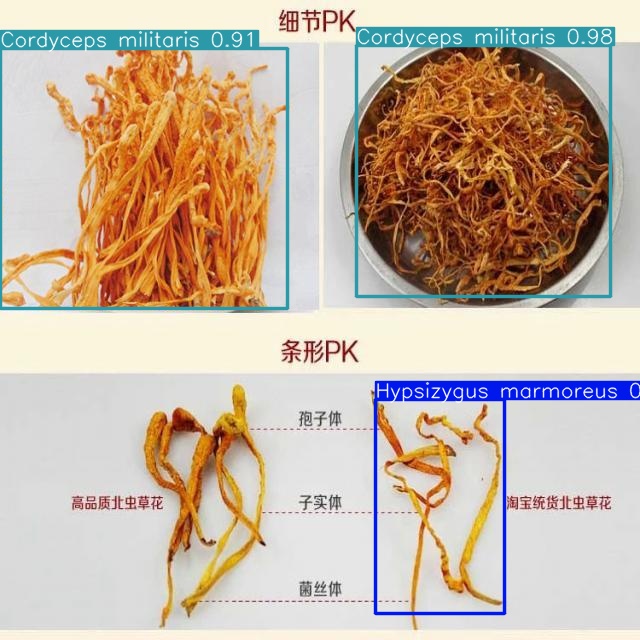 细节PK
Cordyceps militaris 0.91
Cordyceps militaris 0.98
条形PK
Hypsizygus marmoreus 0
孢子体
高品质北虫草花
子实体
淘宝统货北虫草花
菌丝体